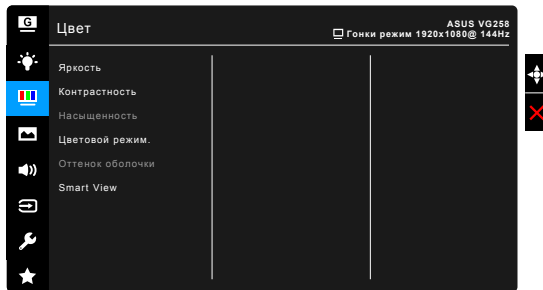 G
Цвет
ASUS VG258
Гонки режим 1920x1080@ 144Hz
Яркость
Контрастность
Насыщенность
Цветовой режим.
Оттенок оболочки
Smart View